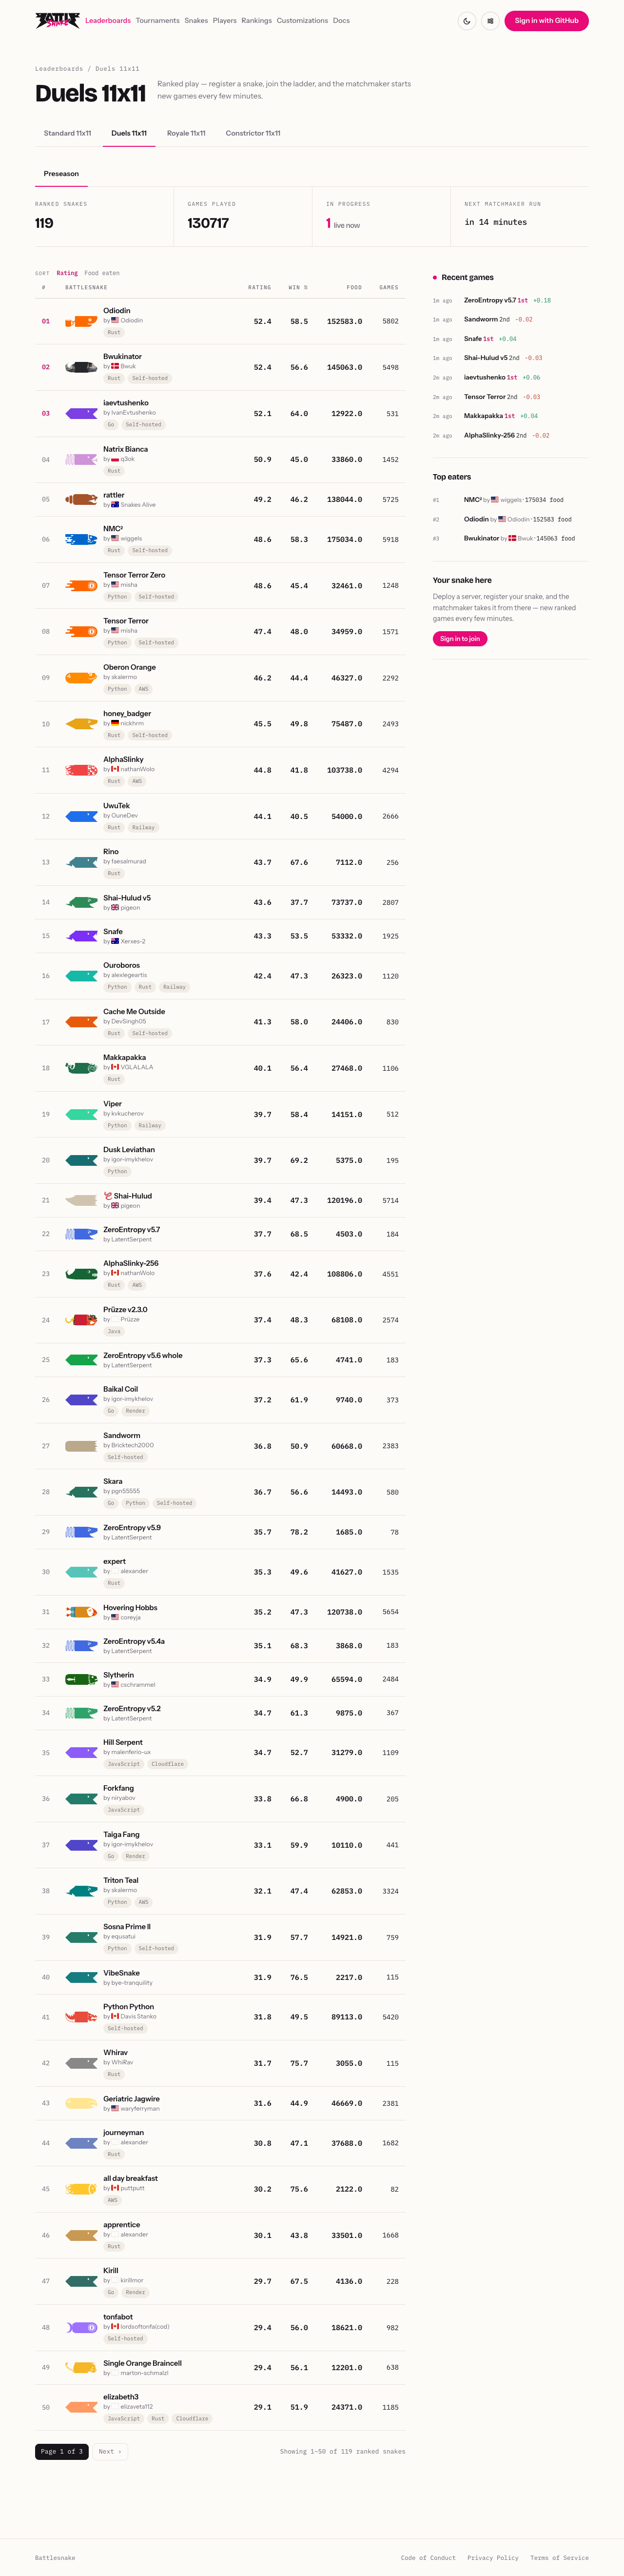 BATTLE SNAKE
Leaderboards Tournaments Snakes Players Rankings Customizations Docs
Sign in with GitHub
Leaderboards / Duels 11x11
Duels 11x11
Ranked play — register a snake, join the ladder, and the matchmaker starts
new games every few minutes.
Standard 11x11 Duels 11x11 Royale 11x11 Constrictor 11x11
Preseason
RANKED SNAKES GAMES PLAYED IN PROGRESS NEXT MATCHMAKER RUN
119 130717 1 live now in 14 minutes
SORT Rating Food eaten
# BATTLESNAKE RATING WIN % FOOD GAMES
01 Odiodin 52.4 58.5 152583.0 5802
by Odiodin
Rust
02 Bwukinator 52.4 56.6 145063.0 5498
by Bwuk
Rust Self-hosted
03 iaevtushenko 52.1 64.0 12922.0 531
by IvanEvtushenko
Go Self-hosted
04 Natrix Bianca 50.9 45.0 33860.0 1452
by q3ok
Rust
05 rattler 49.2 46.2 138044.0 5725
by Snakes Alive
06 NMC² 48.6 58.3 175034.0 5918
by wiggels
Rust Self-hosted
07 Tensor Terror Zero 48.6 45.4 32461.0 1248
by misha
Python Self-hosted
08 Tensor Terror 47.4 48.0 34959.0 1571
by misha
Python Self-hosted
09 Oberon Orange 46.2 44.4 46327.0 2292
by skalermo
Python AWS
10 honey_badger 45.5 49.8 75487.0 2493
by nickhrm
Rust Self-hosted
11 AlphaSlinky 44.8 41.8 103738.0 4294
by nathanWolo
Rust AWS
12 UwuTek 44.1 40.5 54000.0 2666
by OuneDev
Rust Railway
13 Rino 43.7 67.6 7112.0 256
by faesalmurad
Rust
14 Shai-Hulud v5 43.6 37.7 73737.0 2807
by pigeon
15 Snafe 43.3 53.5 53332.0 1925
by Xerxes-2
16 Ouroboros 42.4 47.3 26323.0 1120
by alexlegeartis
Python Rust Railway
17 Cache Me Outside 41.3 58.0 24406.0 830
by DevSingh05
Rust Self-hosted
18 Makkapakka 40.1 56.4 27468.0 1106
by VGLALALA
Rust
19 Viper 39.7 58.4 14151.0 512
by kvkucherov
Python Railway
20 Dusk Leviathan 39.7 69.2 5375.0 195
by igor-imykhelov
Python
21 Shai-Hulud 39.4 47.3 120196.0 5714
by pigeon
22 ZeroEntropy v5.7 37.7 68.5 4503.0 184
by LatentSerpent
23 AlphaSlinky-256 37.6 42.4 108806.0 4551
by nathanWolo
Rust AWS
24 Prüzze v2.3.0 37.4 48.3 68108.0 2574
by Prüzze
Java
25 ZeroEntropy v5.6 whole 37.3 65.6 4741.0 183
by LatentSerpent
26 Baikal Coil 37.2 61.9 9740.0 373
by igor-imykhelov
Go Render
27 Sandworm 36.8 50.9 60668.0 2383
by Bricktech2000
Self-hosted
28 Skara 36.7 56.6 14493.0 580
by pgn55555
Go Python Self-hosted
29 ZeroEntropy v5.9 35.7 78.2 1685.0 78
by LatentSerpent
30 expert 35.3 49.6 41627.0 1535
by alexander
Rust
31 Hovering Hobbs 35.2 47.3 120738.0 5654
by coreyja
32 ZeroEntropy v5.4a 35.1 68.3 3868.0 183
by LatentSerpent
33 Slytherin 34.9 49.9 65594.0 2484
by cschrammel
34 ZeroEntropy v5.2 34.7 61.3 9875.0 367
by LatentSerpent
35 Hill Serpent 34.7 52.7 31279.0 1109
by malenferio-ux
JavaScript Cloudflare
36 Forkfang 33.8 66.8 4900.0 205
by niryabov
JavaScript
37 Taiga Fang 33.1 59.9 10110.0 441
by igor-imykhelov
Go Render
38 Triton Teal 32.1 47.4 62853.0 3324
by skalermo
Python AWS
39 Sosna Prime II 31.9 57.7 14921.0 759
by equsatui
Python Self-hosted
40 VibeSnake 31.9 76.5 2217.0 115
by bye-tranquility
41 Python Python 31.8 49.5 89113.0 5420
by Davis Stanko
Self-hosted
42 Whirav 31.7 75.7 3055.0 115
by WhiRav
Rust
43 Geriatric Jagwire 31.6 44.9 46669.0 2381
by waryferryman
44 journeyman 30.8 47.1 37688.0 1682
by alexander
Rust
45 all day breakfast 30.2 75.6 2122.0 82
by puttputt
AWS
46 apprentice 30.1 43.8 33501.0 1668
by alexander
Rust
47 Kirill 29.7 67.5 4136.0 228
by kirillmor
Go Render
48 tonfabot 29.4 56.0 18621.0 982
by lordsoftonfa(cod)
Self-hosted
49 Single Orange Braincell 29.4 56.1 12201.0 638
by marton-schmalzl
50 elizabeth3 29.1 51.9 24371.0 1185
by elizaveta112
JavaScript Rust Cloudflare
Page 1 of 3 Next › Showing 1–50 of 119 ranked snakes
Recent games
1m ago ZeroEntropy v5.7 1st +0.18
1m ago Sandworm 2nd -0.02
1m ago Snafe 1st +0.04
1m ago Shai-Hulud v5 2nd -0.03
2m ago iaevtushenko 1st +0.06
2m ago Tensor Terror 2nd -0.03
2m ago Makkapakka 1st +0.04
2m ago AlphaSlinky-256 2nd -0.02
Top eaters
#1 NMC² by wiggels · 175034 food
#2 Odiodin by Odiodin · 152583 food
#3 Bwukinator by Bwuk · 145063 food
Your snake here
Deploy a server, register your snake, and the
matchmaker takes it from there — new ranked
games every few minutes.
Sign in to join
Battlesnake Code of Conduct Privacy Policy Terms of Service